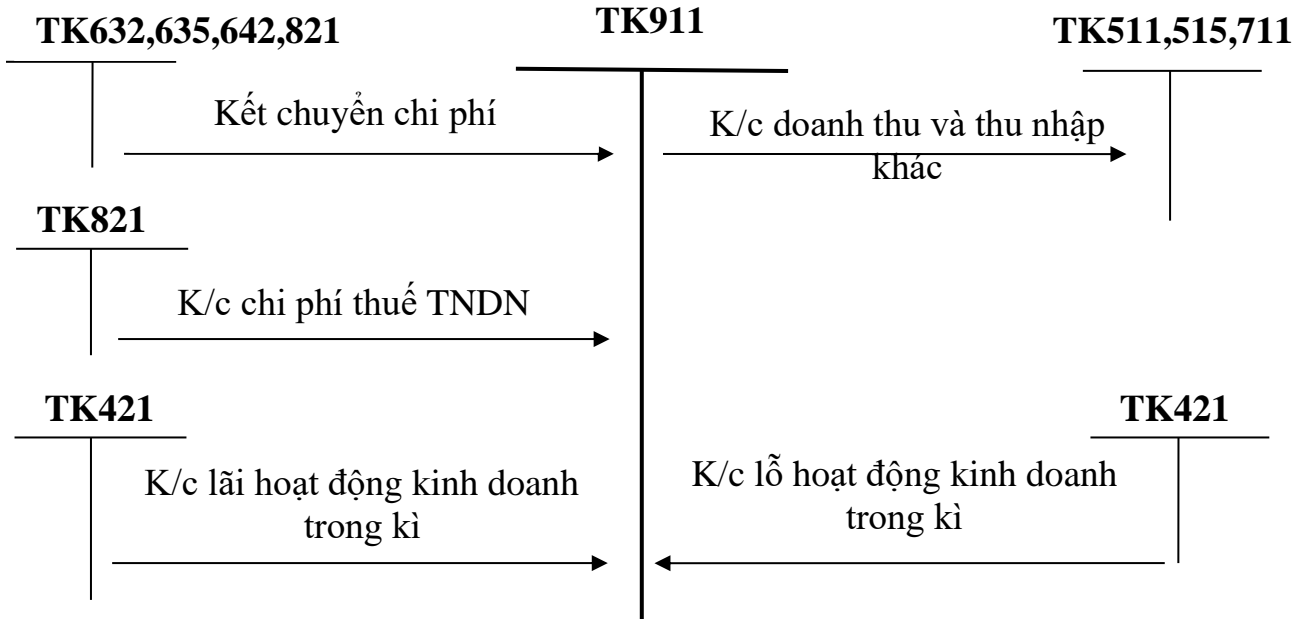 TK632,635,642,821
TK911
TK511,515,711
Kết chuyển chi phí
K/c doanh thu và thu nhập
khác
TK821
K/c chi phí thuế TNDN
TK421
TK421
K/c lãi hoạt động kinh doanh
trong kì
K/c lỗ hoạt động kinh doanh
trong kì